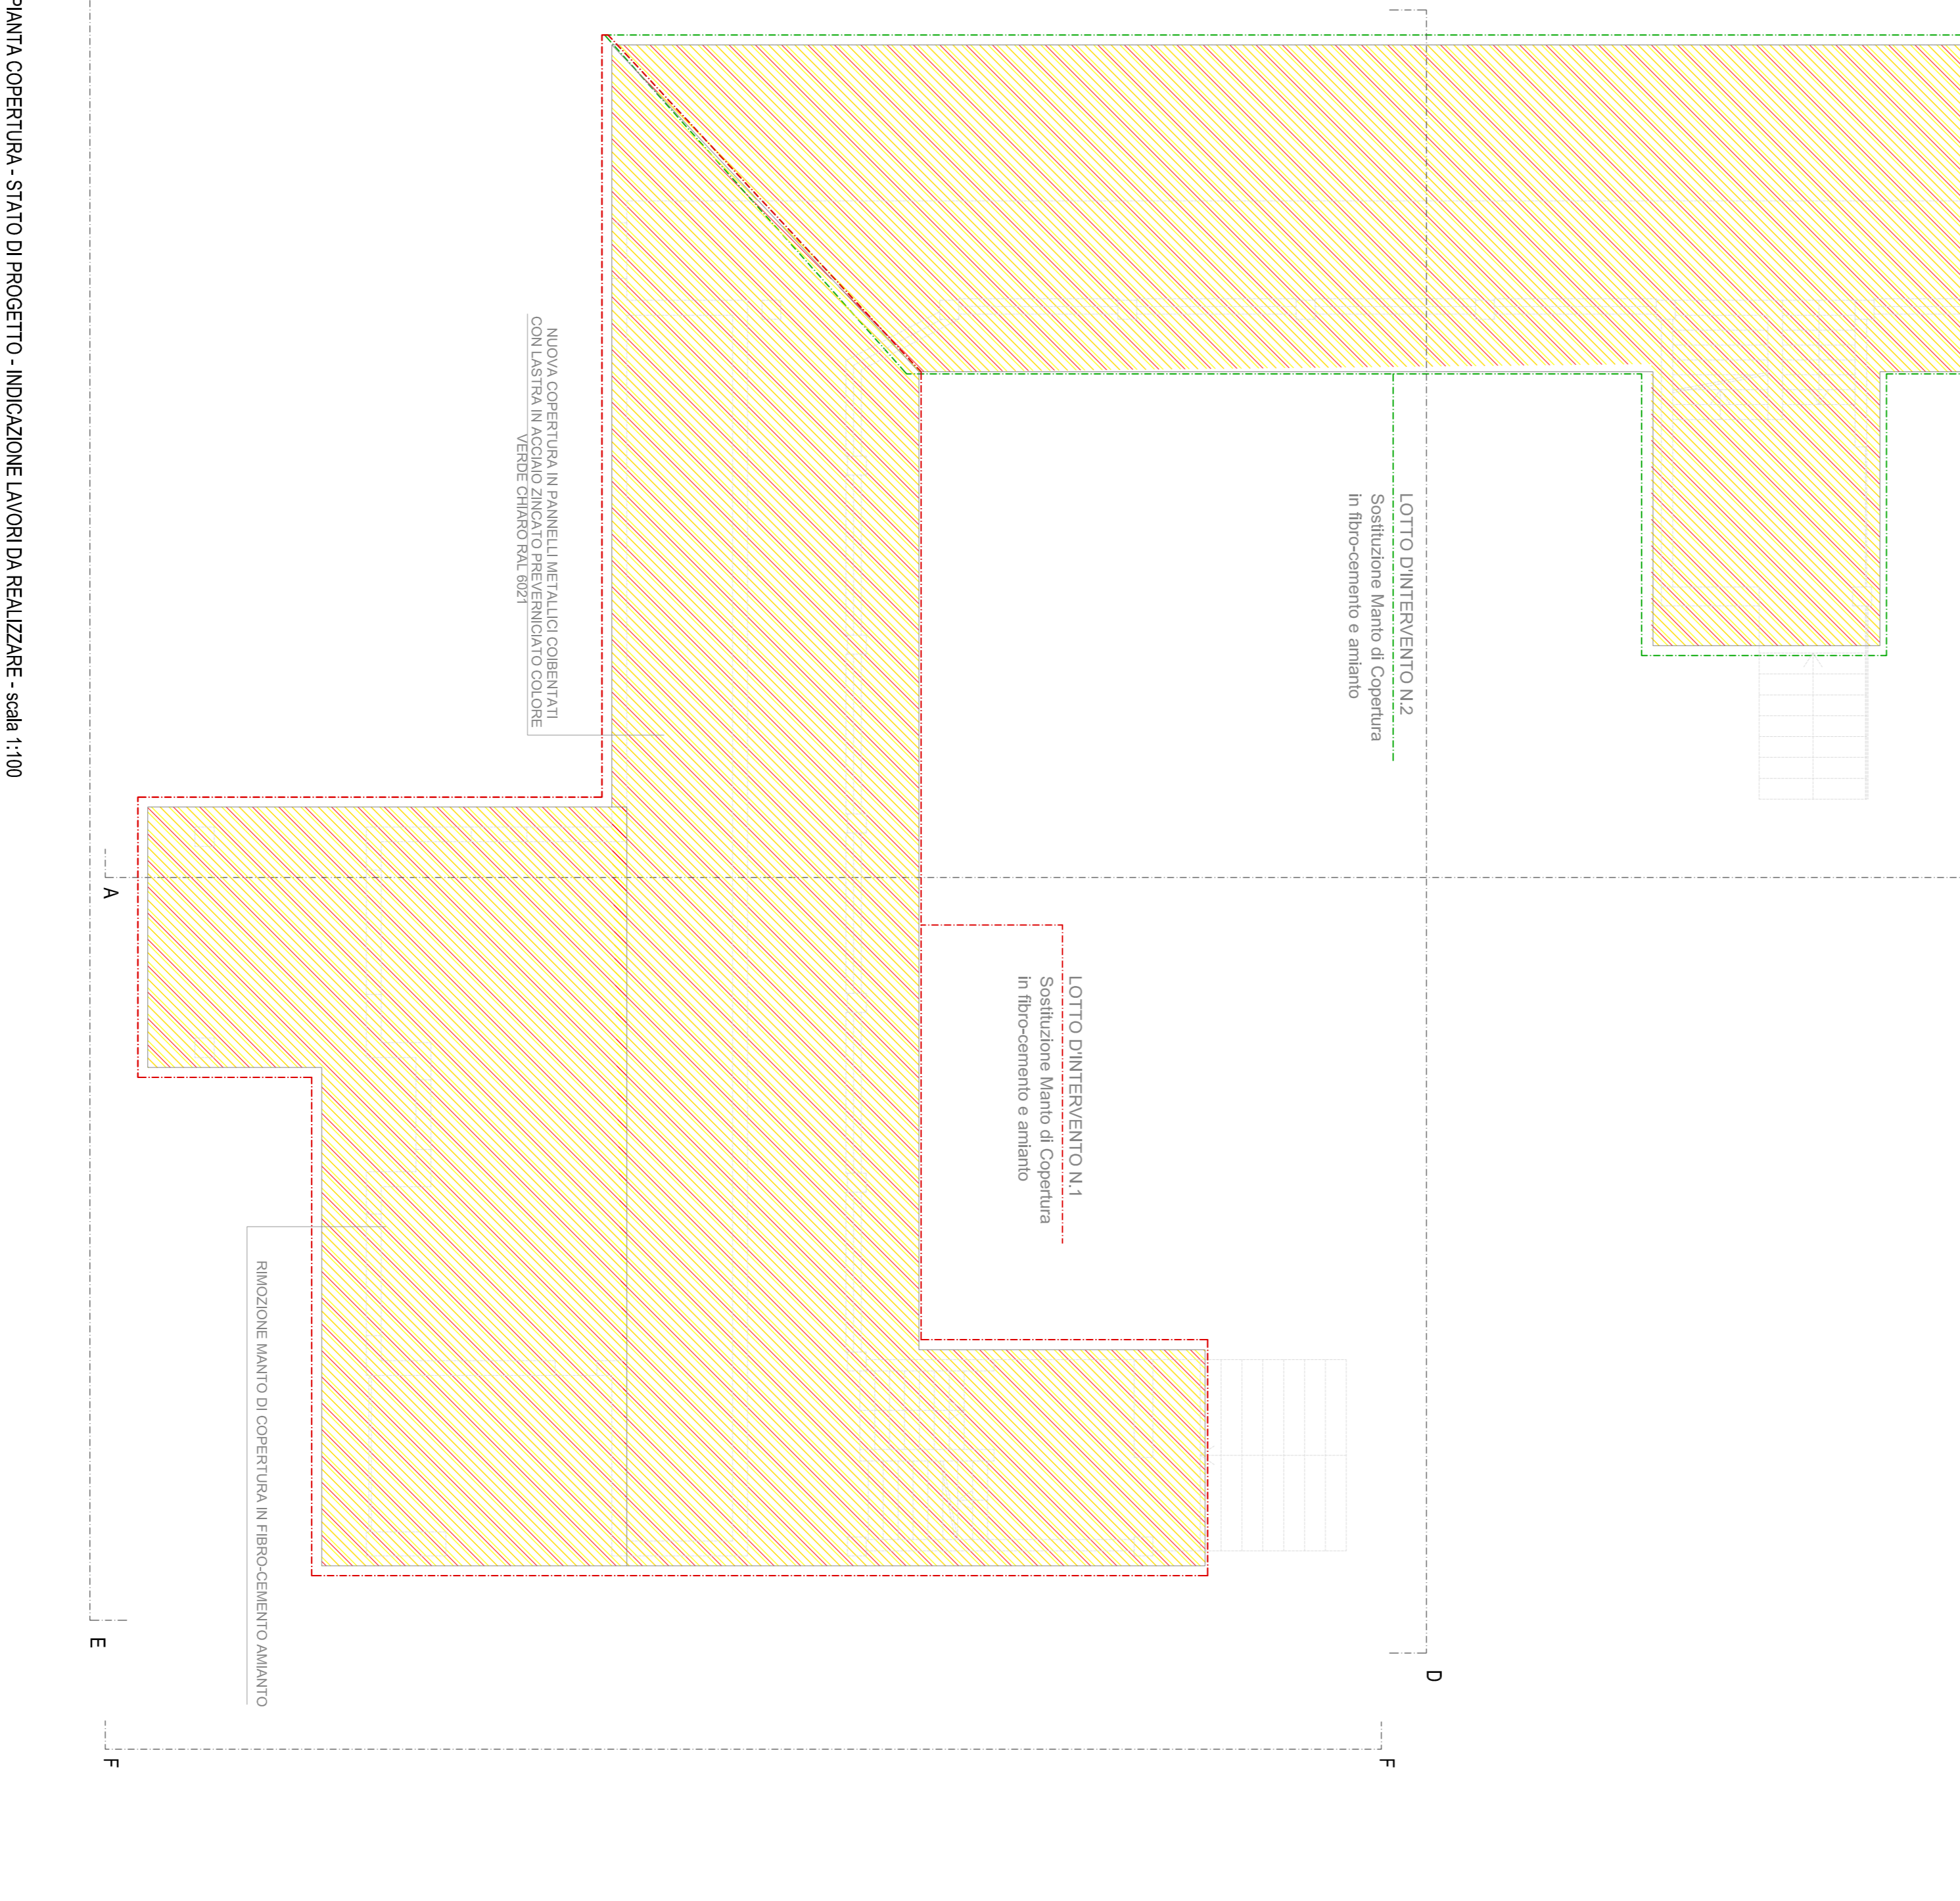 PIANTA COPERTURA - STATO DI PROGETTO - INDICAZIONE LAVORI DA REALIZZARE - scala 1:100
NUOVA COPERTURA IN PANNELLI METALLICI COIBENTATI
CON LASTRA IN ACCIAIO ZINCATO PREVERNICIATO COLORE
VERDE CHIARO RAL 6021
LOTTO D'INTERVENTO N.2
Sostituzione Manto di Copertura
in fibro-cemento e amianto
A
LOTTO D'INTERVENTO N.1
Sostituzione Manto di Copertura
in fibro-cemento e amianto
RIMOZIONE MANTO DI COPERTURA IN FIBRO-CEMENTO AMIANTO
E
D
F
F